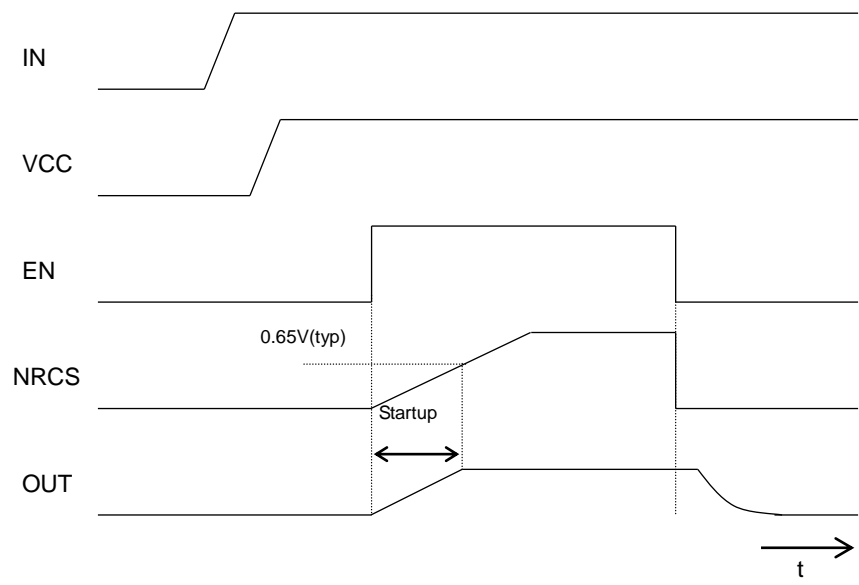 IN
VCC
EN
0.65V(typ)
NRCS
Startup
OUT
t